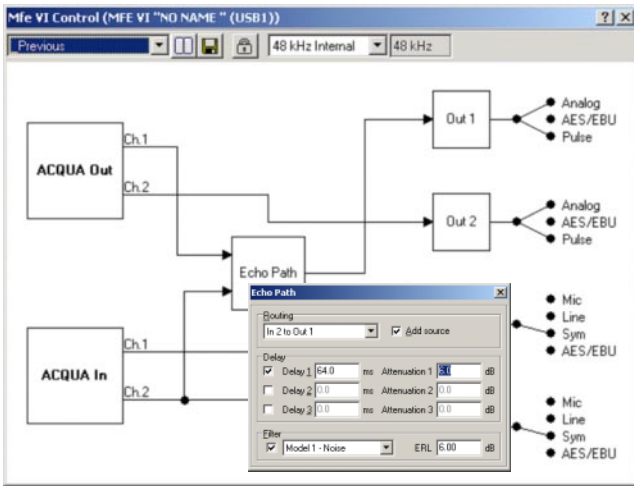 Mfe VI Control (MFE VI "NO NAME " (USB1))
_Previous
48 kHz Internal
48 kHz
ACQUA Out
Ch.1
Ch.2
Out 1
Analog
AES/EBU
Pulse
Out 2
Analog
AES/EBU
Pulse
Echo Path
ACQUA In
Ch.1
Ch.2
Mic
Line
Sym
AES/EBU
Mic
Line
Sym
AES/EBU
Echo Path
Routing
In 2 to Out 1
Add source
Delay
Delay 1 64.0 ms Attenuation 1 6.0 dB
Delay 2 0.0 ms Attenuation 2 0.0 dB
Delay 3 0.0 ms Attenuation 3 0.0 dB
Filter
Model 1 - Noise ERL 6.00 dB